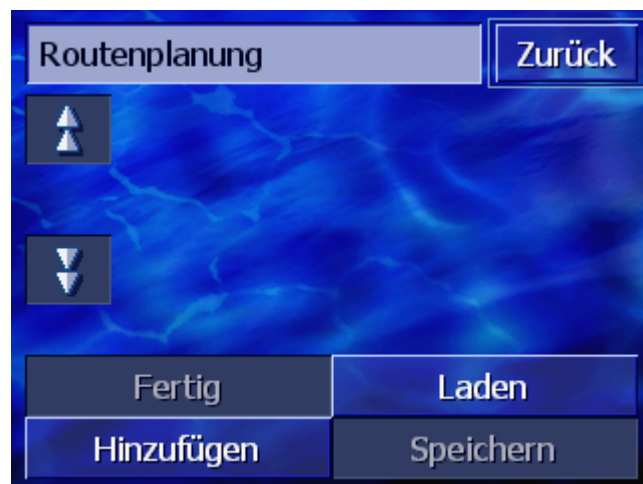 Routenplanung
Zurück
Fertig
Laden
Hinzufügen
Speichern